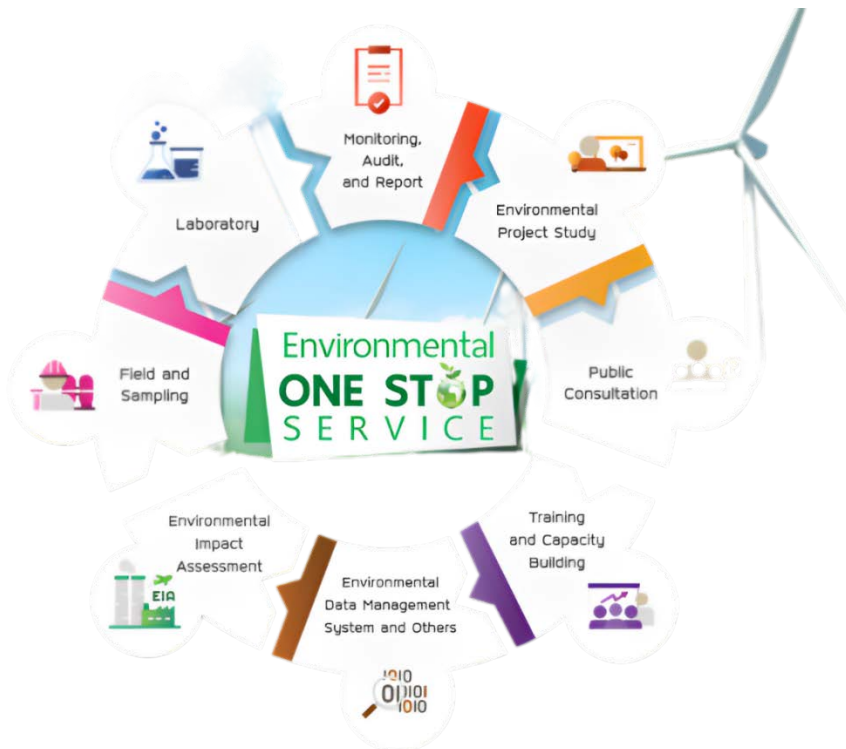 Monitoring,
Audit,
and Report
Environmental
Project Study
Public
Consultation
Training
and Capacity
Building
Environmental
Data Management
System and Others
1010
010101
1010
Environmental
Impact
Assessment
EIA
Field and
Sampling
Laboratory
Environmental
ONE STOP
SERVICE